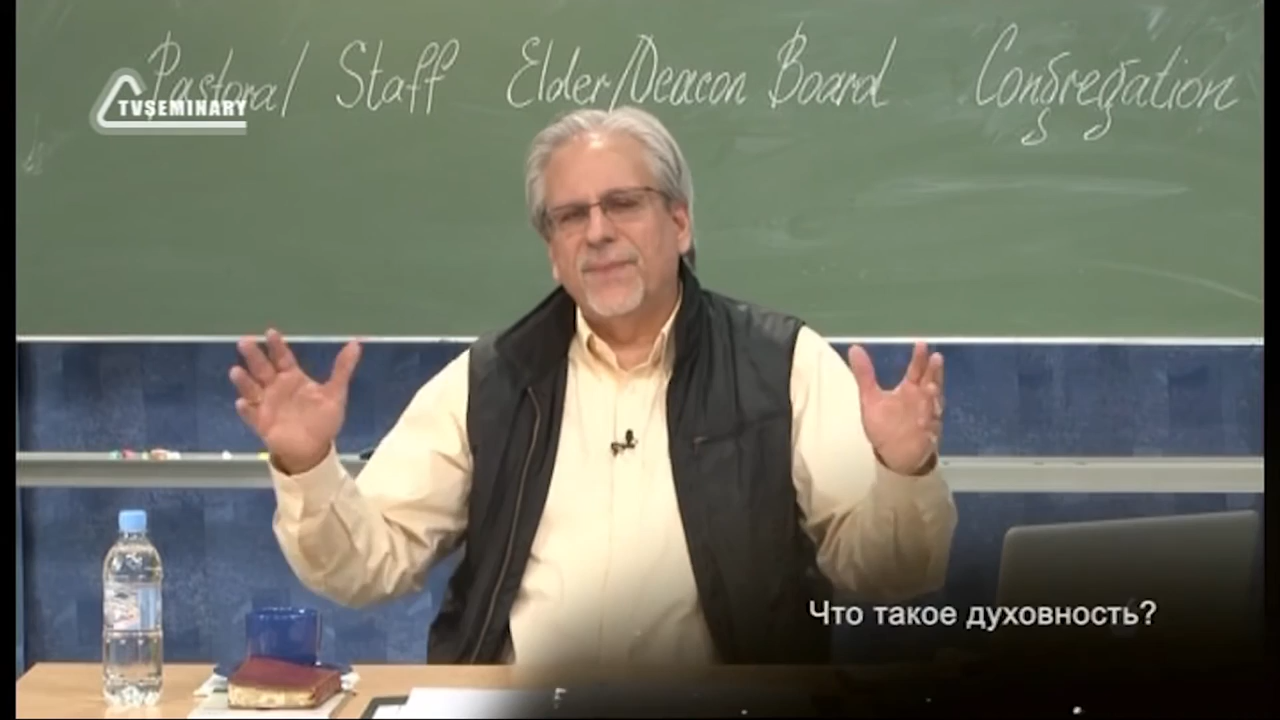 Pastoral Staff Elder/Deacon Board Congregation
TVSEMINARY
Что такое духовность?